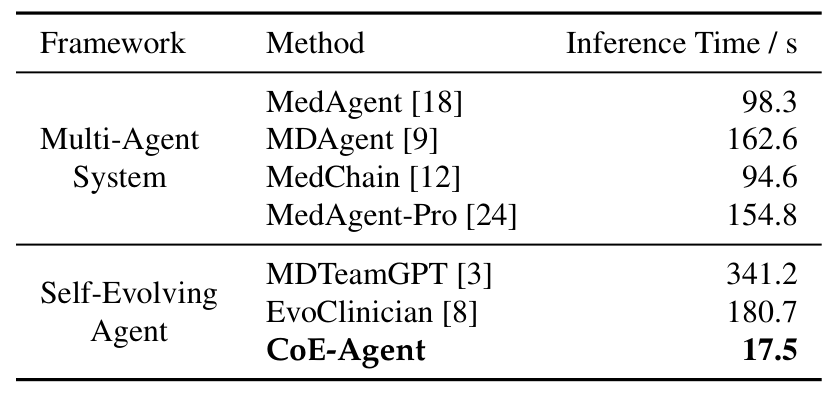 Framework Method Inference Time / s
Multi-Agent System
MedAgent [18] 98.3
MDAgent [9] 162.6
MedChain [12] 94.6
MedAgent-Pro [24] 154.8
Self-Evolving Agent
MDTeamGPT [3] 341.2
EvoClinician [8] 180.7
CoE-Agent 17.5